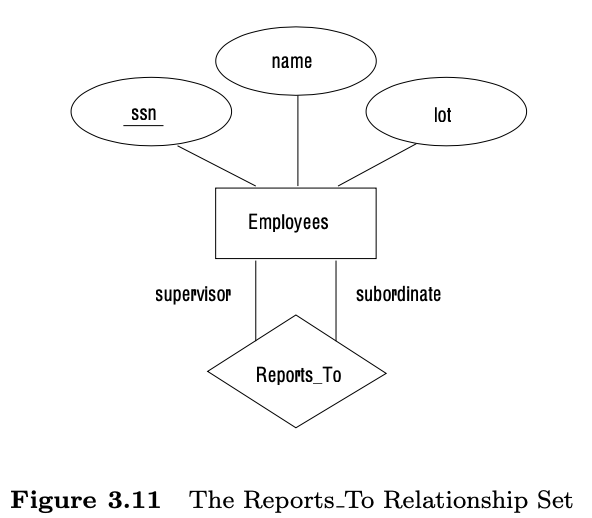 name
ssn
lot
Employees
supervisor
subordinate
Reports_To
Figure 3.11 The Reports_To Relationship Set